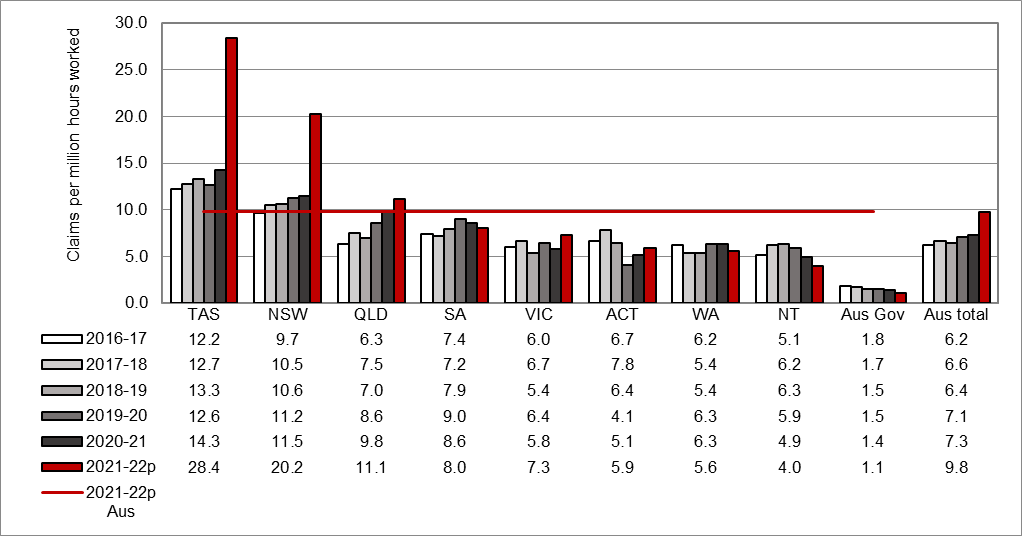 Claims per million hours worked
30.0
25.0
20.0
15.0
10.0
5.0
0.0
TAS NSW QLD SA VIC ACT WA NT Aus Gov Aus total
2016-17 12.2 9.7 6.3 7.4 6.0 6.7 6.2 5.1 1.8 6.2
2017-18 12.7 10.5 7.5 7.2 6.7 7.8 5.4 6.2 1.7 6.6
2018-19 13.3 10.6 7.0 7.9 5.4 6.4 5.4 6.3 1.5 6.4
2019-20 12.6 11.2 8.6 9.0 6.4 4.1 6.3 5.9 1.5 7.1
2020-21 14.3 11.5 9.8 8.6 5.8 5.1 6.3 4.9 1.4 7.3
2021-22p 28.4 20.2 11.1 8.0 7.3 5.9 5.6 4.0 1.1 9.8
2021-22p
Aus